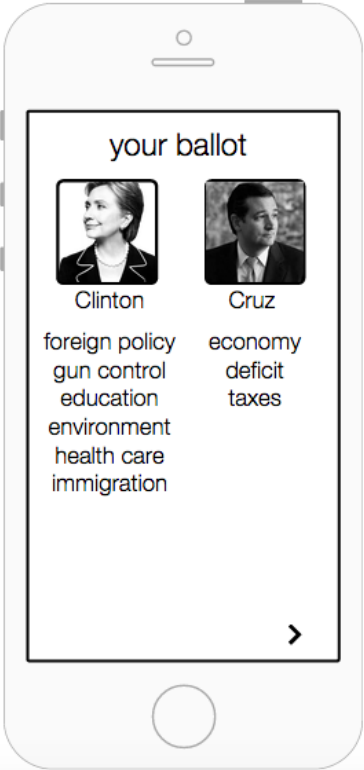 your ballot
Clinton
Cruz
foreign policy
gun control
education
environment
health care
immigration
economy
deficit
taxes